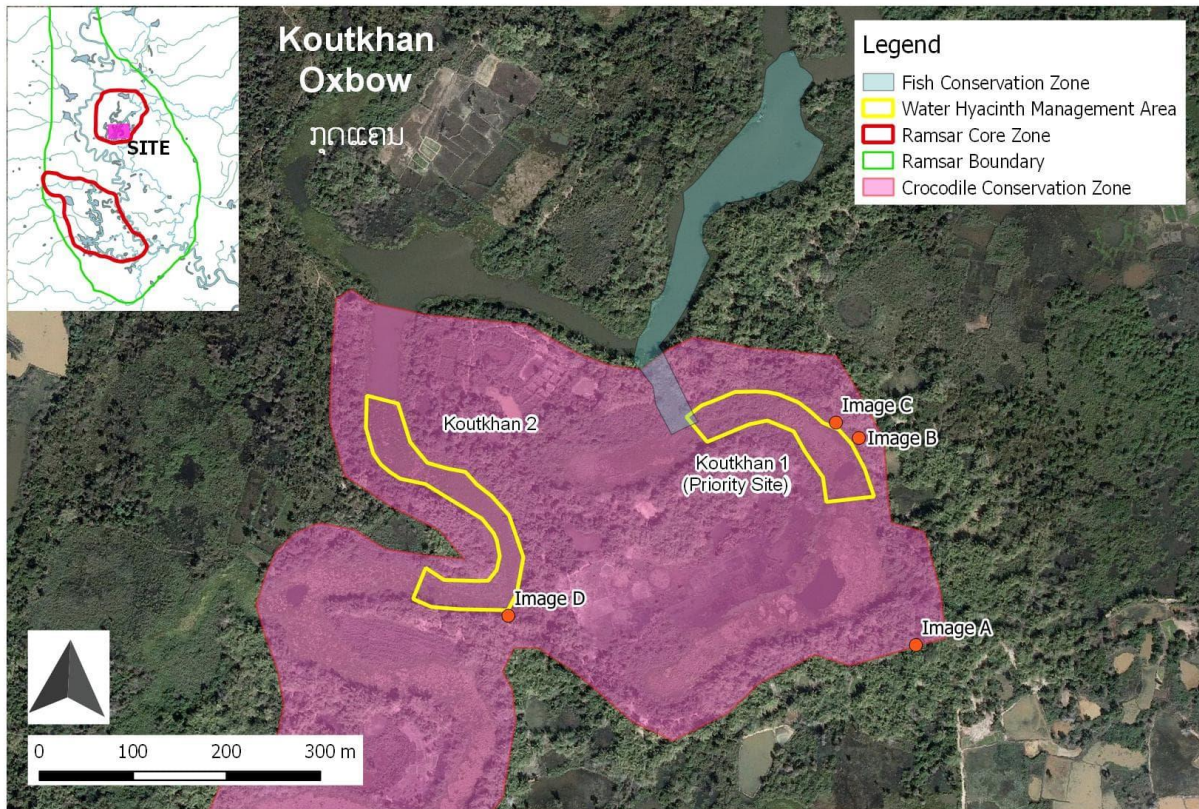 Koutkhan
Oxbow
ກຸດແຄນ
SITE
Legend
Fish Conservation Zone
Water Hyacinth Management Area
Ramsar Core Zone
Ramsar Boundary
Crocodile Conservation Zone
Koutkhan 2
Koutkhan 1
(Priority Site)
Image C
Image B
Image D
Image A
0 100 200 300 m